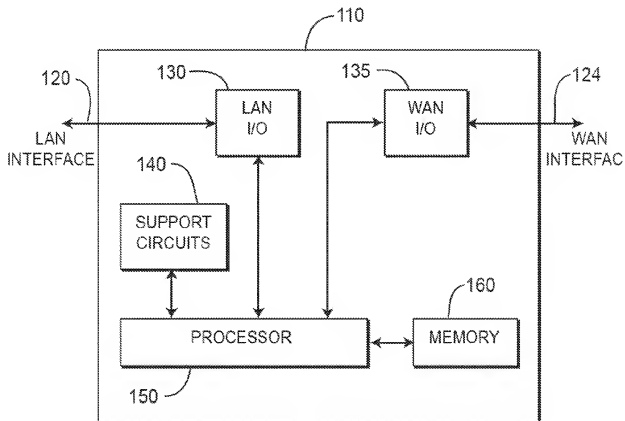 110
120
130
135
124
LAN
I/O
WAN
I/O
LAN
INTERFACE
WAN
INTERFAC
140
SUPPORT
CIRCUITS
160
PROCESSOR
MEMORY
150